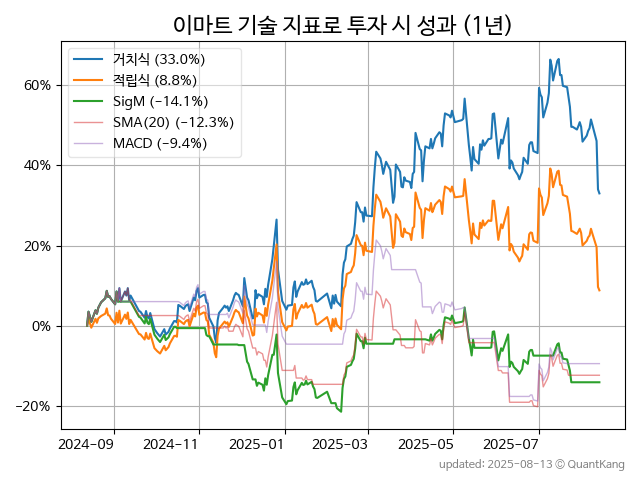 이마트 기술 지표로 투자 시 성과 (1년)
거치식 (33.0%)
적립식 (8.8%)
SigM (−14.1%)
SMA(20) (−12.3%)
MACD (−9.4%)
60%
40%
20%
0%
−20%
2024-09
2024-11
2025-01
2025-03
2025-05
2025-07
updated: 2025-08-13 ⓒ QuantKang